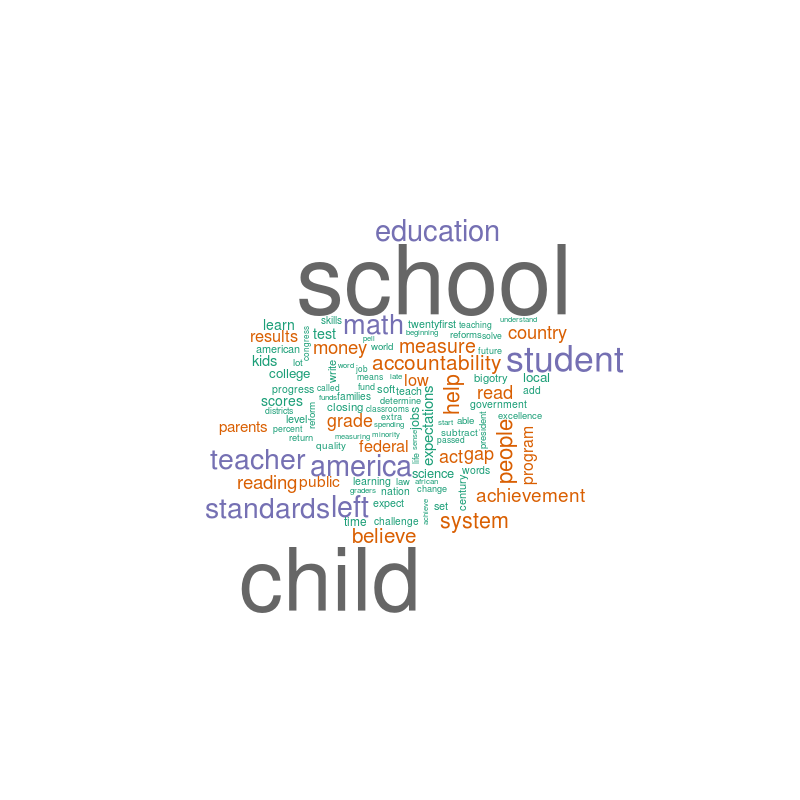 education
school
understand
skills
learn
math
twentyfirst
teaching
beginning
results
congress
test
pell
reforms
solve
country
american
money
world
measure
future
kids
lot
word
job
accountability
student
college
write
means
late
low
help
bigotry
local
progress
called
fund
soft
teach
read
add
scores
funds
families
determine
expectations
government
districts
closing
classrooms
jobs
excellence
level
reform
grade
extra
start
able
president
people
parents
percent
spending
subtract
program
return
measuring
minority
sense
passed
quality
federal
teacher
america
life
act
gap
science
words
reading
public
learning
law
african
century
graders
nation
change
achievement
standards
left
expect
achieve
set
time
challenge
system
believe
child